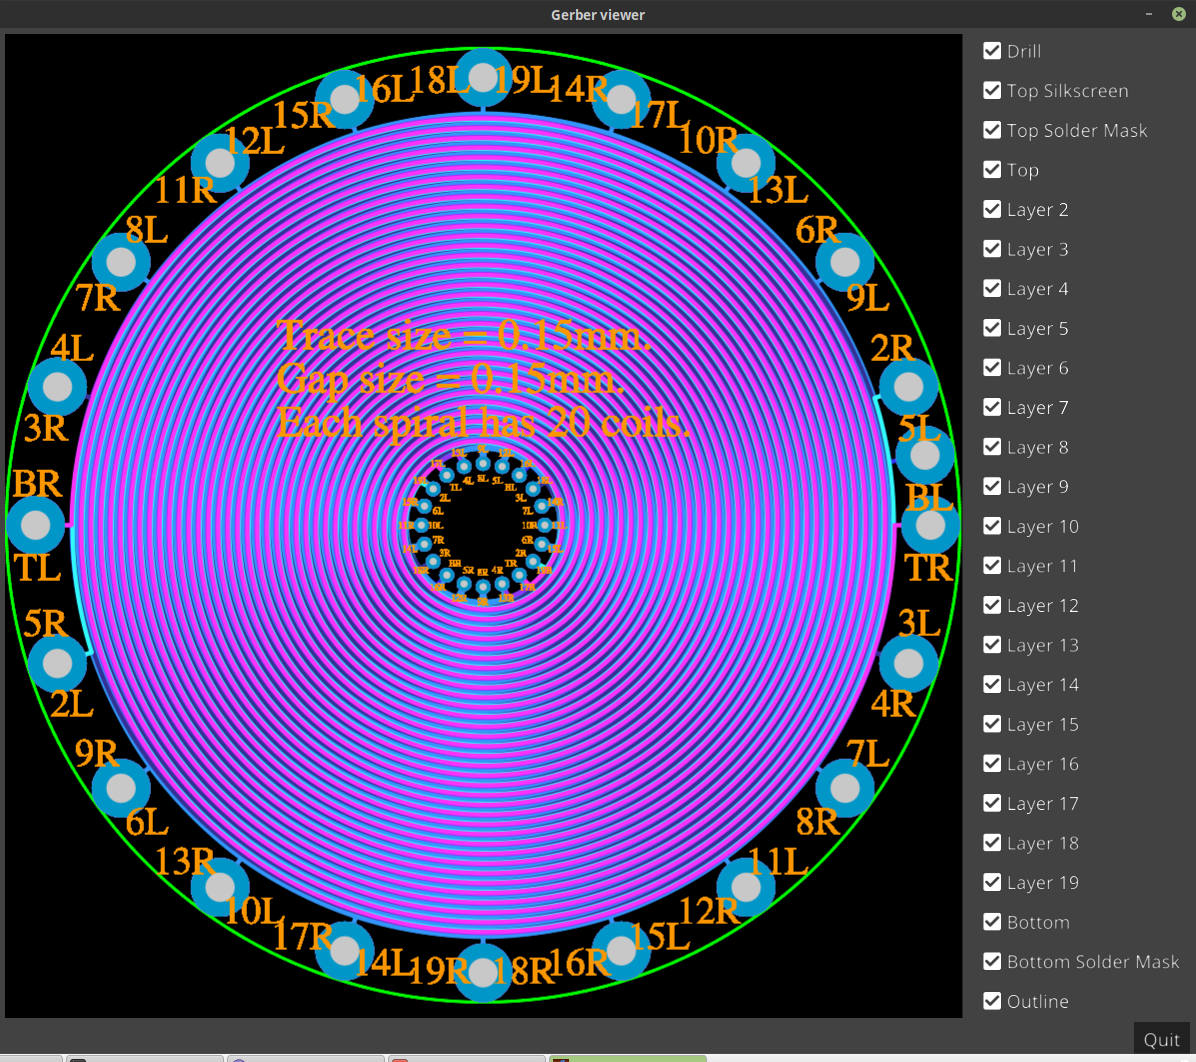 Gerber viewer
18L 19L
16L 14R
15R 17L
12L 10R
11R 13L
8L 6R
7R 9L
Trace size = 0.15mm.
4L 2R
Gap size = 0.15mm.
3R 5L
Each spiral has 20 coils.
BR BL
TL TR
5R 3L
2L 4R
9R 7L
6L 8R
13R 11L
10L 12R
17R 15L
14L 16R
19R 18R
Drill
Top Silkscreen
Top Solder Mask
Top
Layer 2
Layer 3
Layer 4
Layer 5
Layer 6
Layer 7
Layer 8
Layer 9
Layer 10
Layer 11
Layer 12
Layer 13
Layer 14
Layer 15
Layer 16
Layer 17
Layer 18
Layer 19
Bottom
Bottom Solder Mask
Outline
Quit